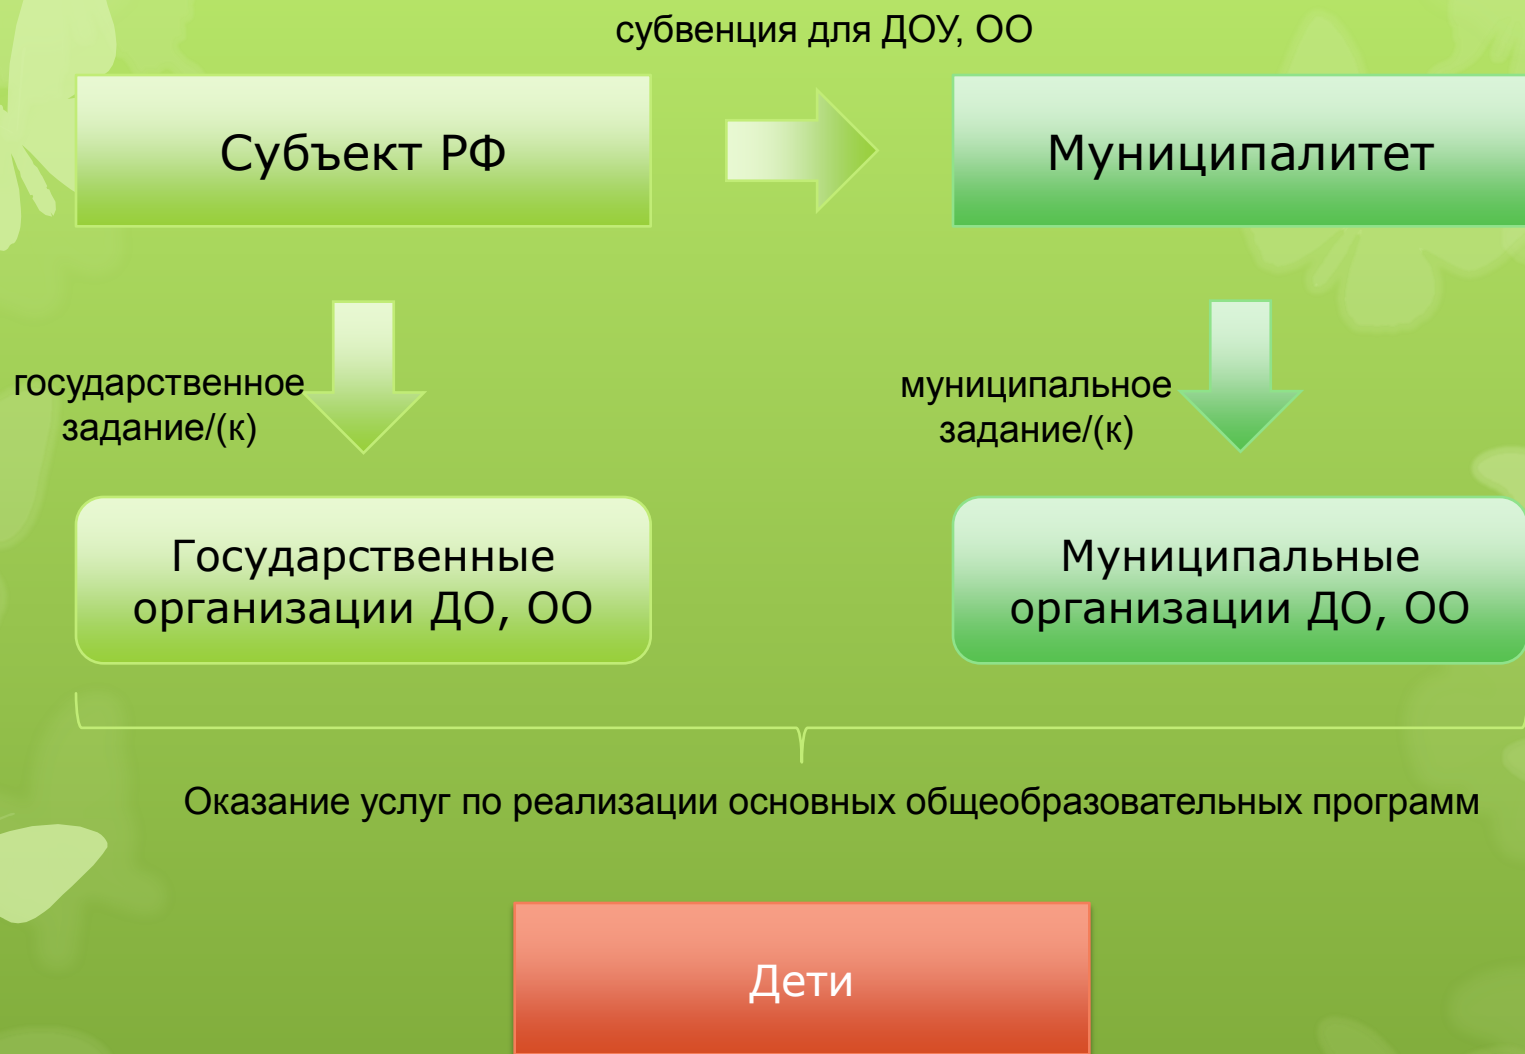 субвенция для ДОУ, ОО
Субъект РФ
Муниципалитет
государственное
задание/(к)
муниципальное
задание/(к)
Государственные
организации ДО, ОО
Муниципальные
организации ДО, ОО
Оказание услуг по реализации основных общеобразовательных программ
Дети